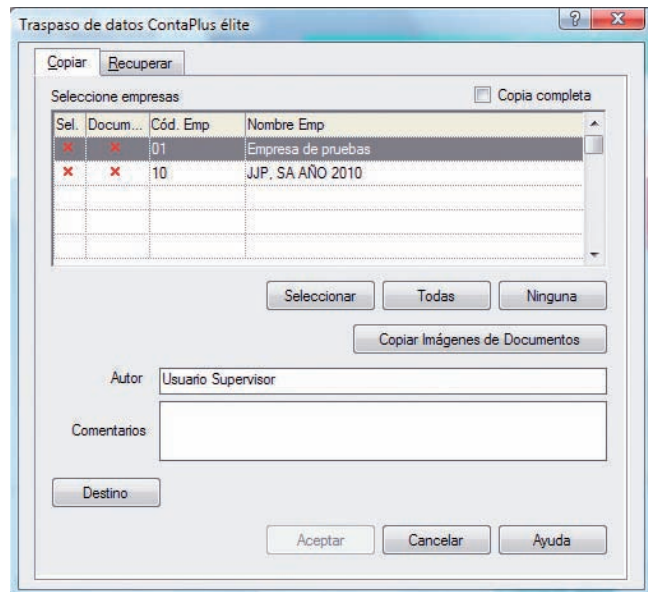 Traspaso de datos ContaPlus élite
Copiar Recuperar
Seleccione empresas Copia completa
Sel. Docum... Cód. Emp Nombre Emp
01 Empresa de pruebas
10 JJP, SA AÑO 2010
Seleccionar Todas Ninguna
Copiar Imágenes de Documentos
Autor Usuario Supervisor
Comentarios
Destino
Aceptar Cancelar Ayuda